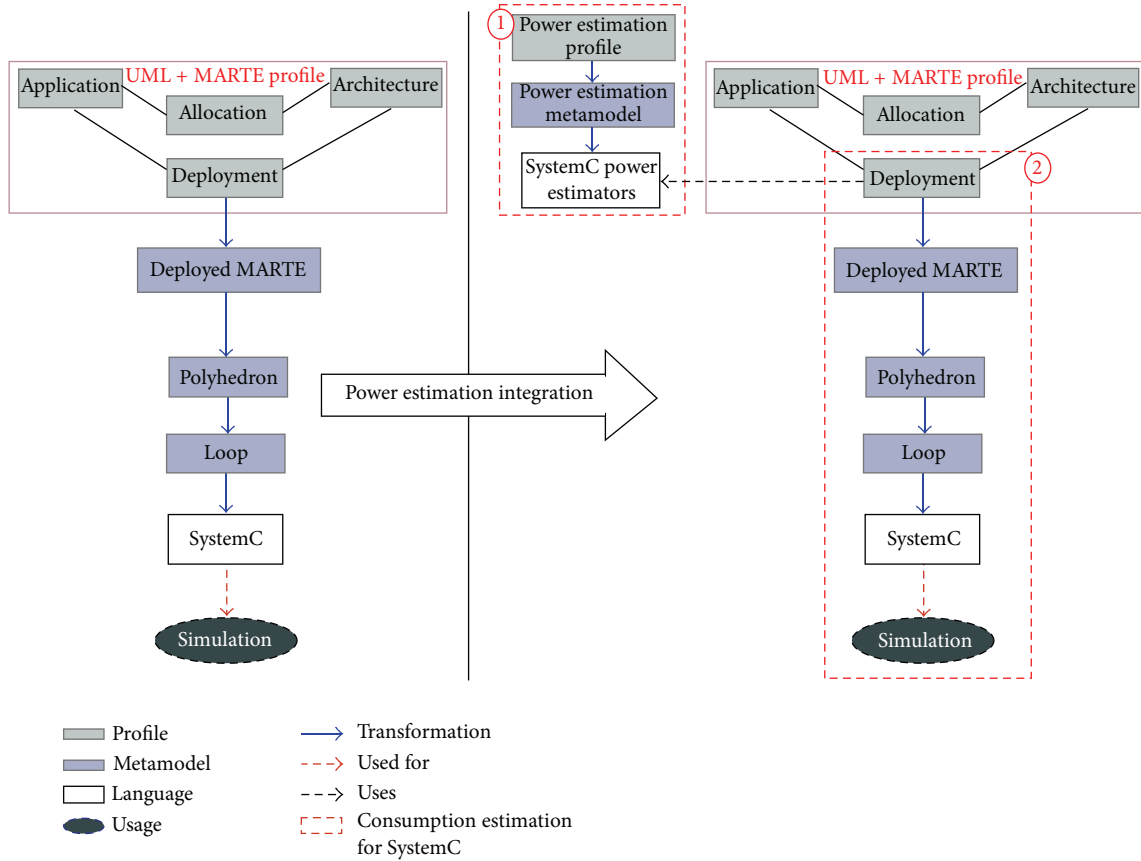 UML + MARTE profile
Application
Architecture
Allocation
Deployment
Deployed MARTE
Polyhedron
Loop
SystemC
Simulation
Power estimation integration
1
Power estimation
profile
Power estimation
metamodel
SystemC power
estimators
UML + MARTE profile
Application
Architecture
Allocation
Deployment
2
Deployed MARTE
Polyhedron
Loop
SystemC
Simulation
Profile
Metamodel
Language
Usage
Transformation
Used for
Uses
Consumption estimation
for SystemC